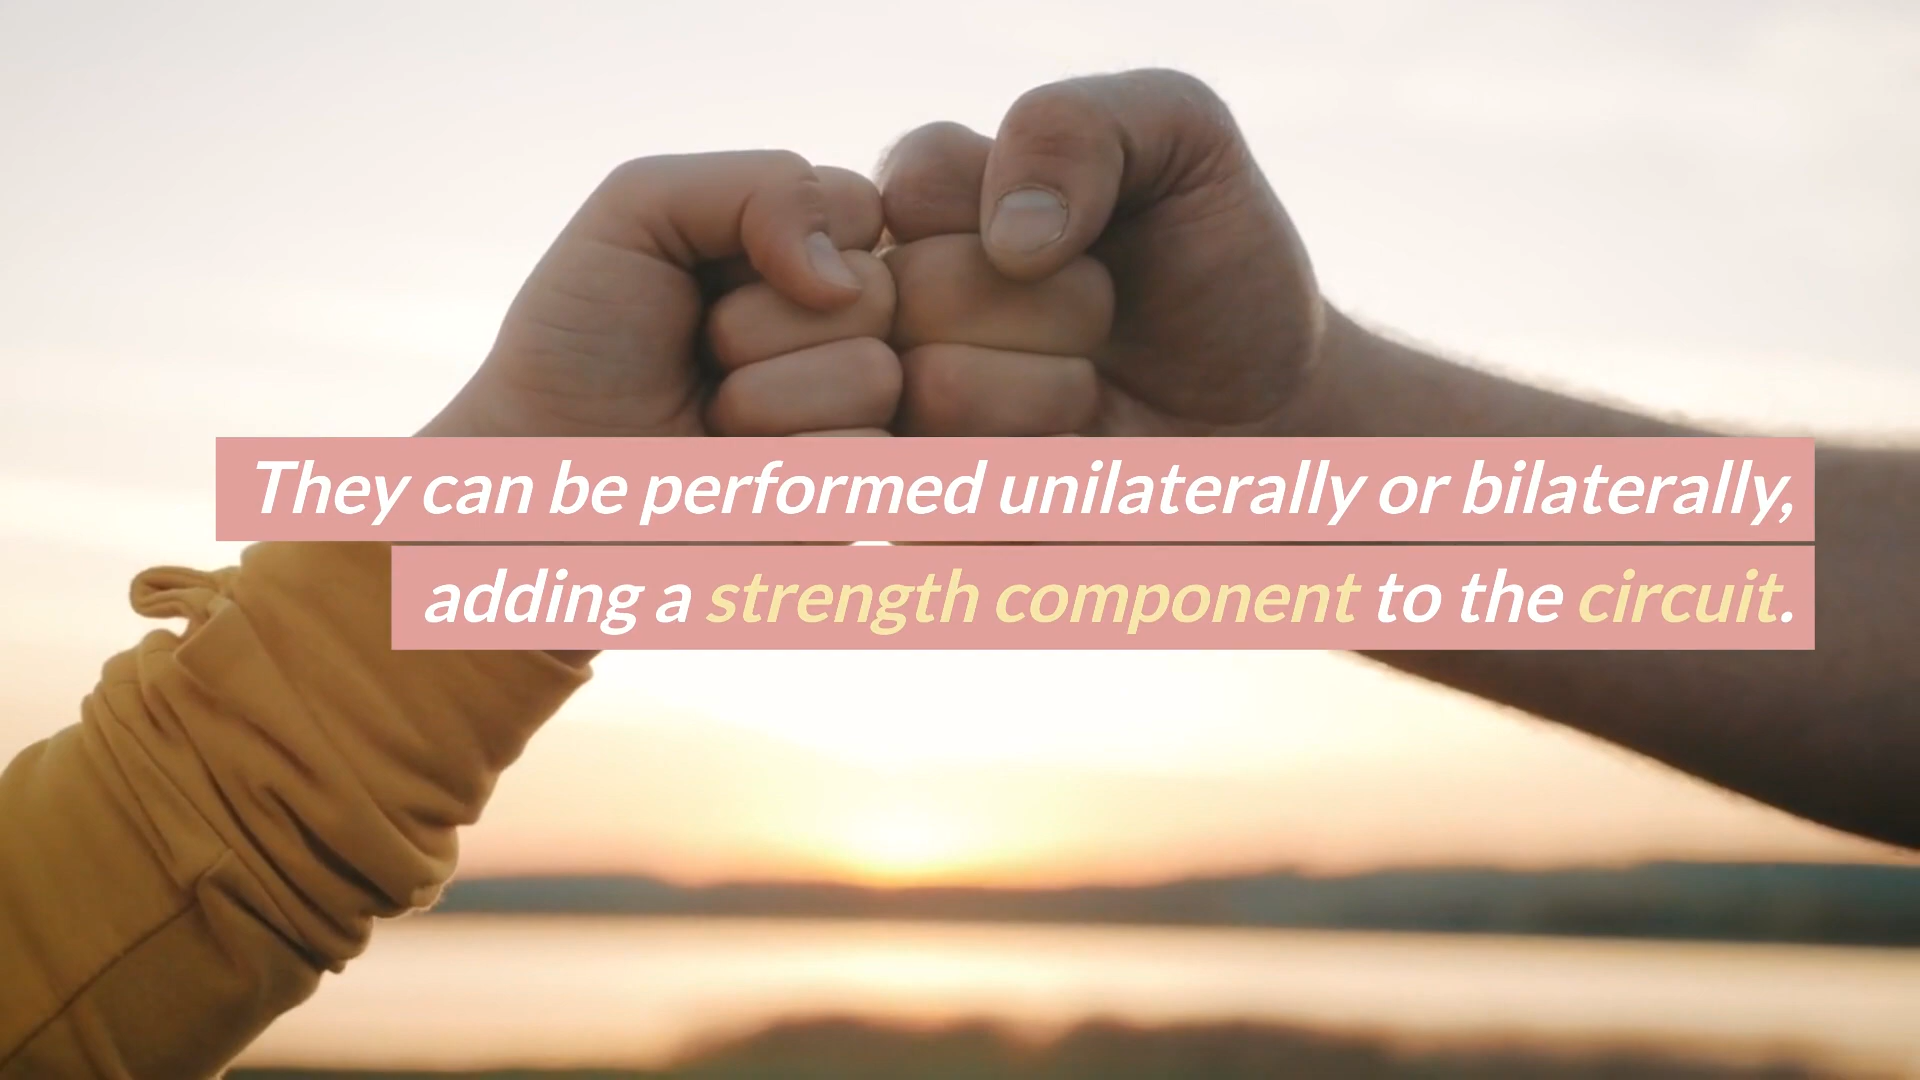 They can be performed unilaterally or bilaterally,
adding a strength component to the circuit.